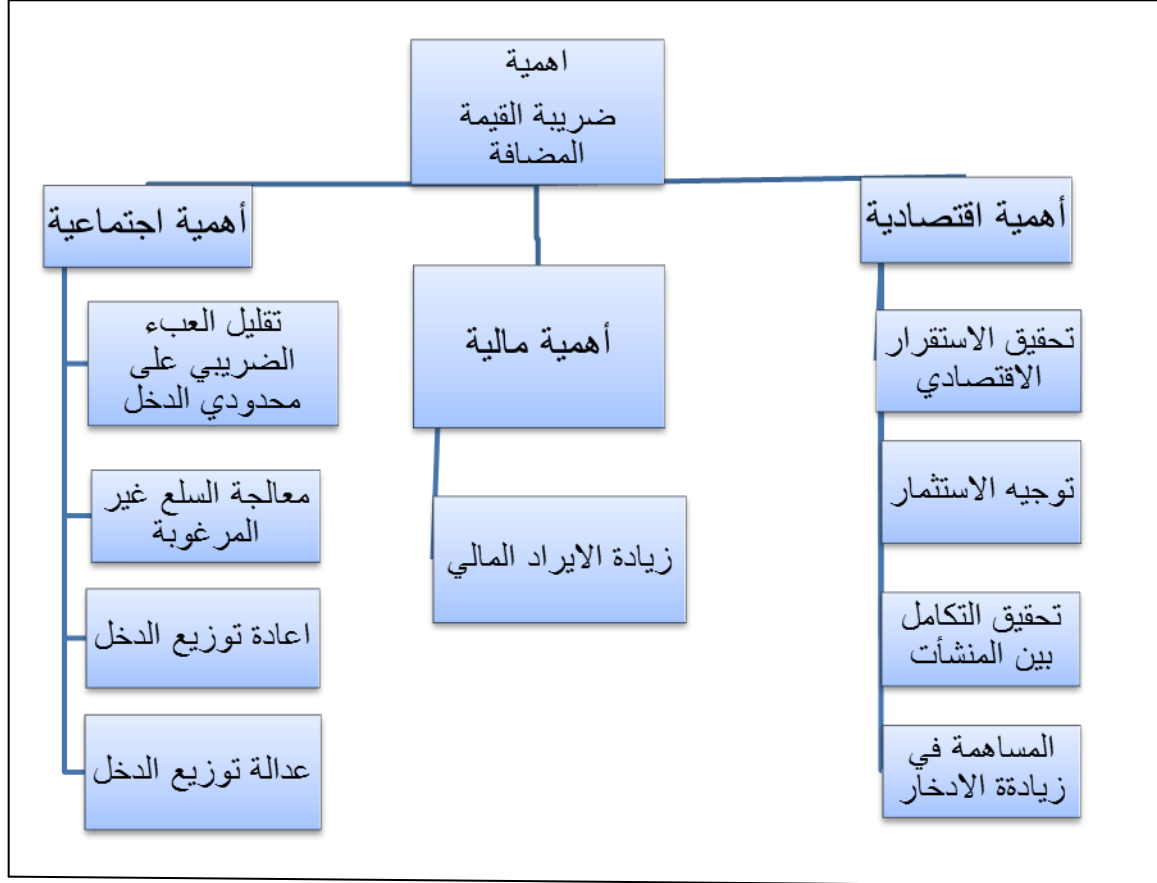 اهمية
ضريبة القيمة
المضافة
أهمية اقتصادية
تحقيق الاستقرار
الاقتصادي
توجيه الاستثمار
تحقيق التكامل
بين المنشأت
المساهمة في
زيادةة الادخار
أهمية مالية
زيادة الايراد المالي
أهمية اجتماعية
تقليل العبء
الضريبي على
محدودي الدخل
معالجة السلع غير
المرغوبة
اعادة توزيع الدخل
عدالة توزيع الدخل